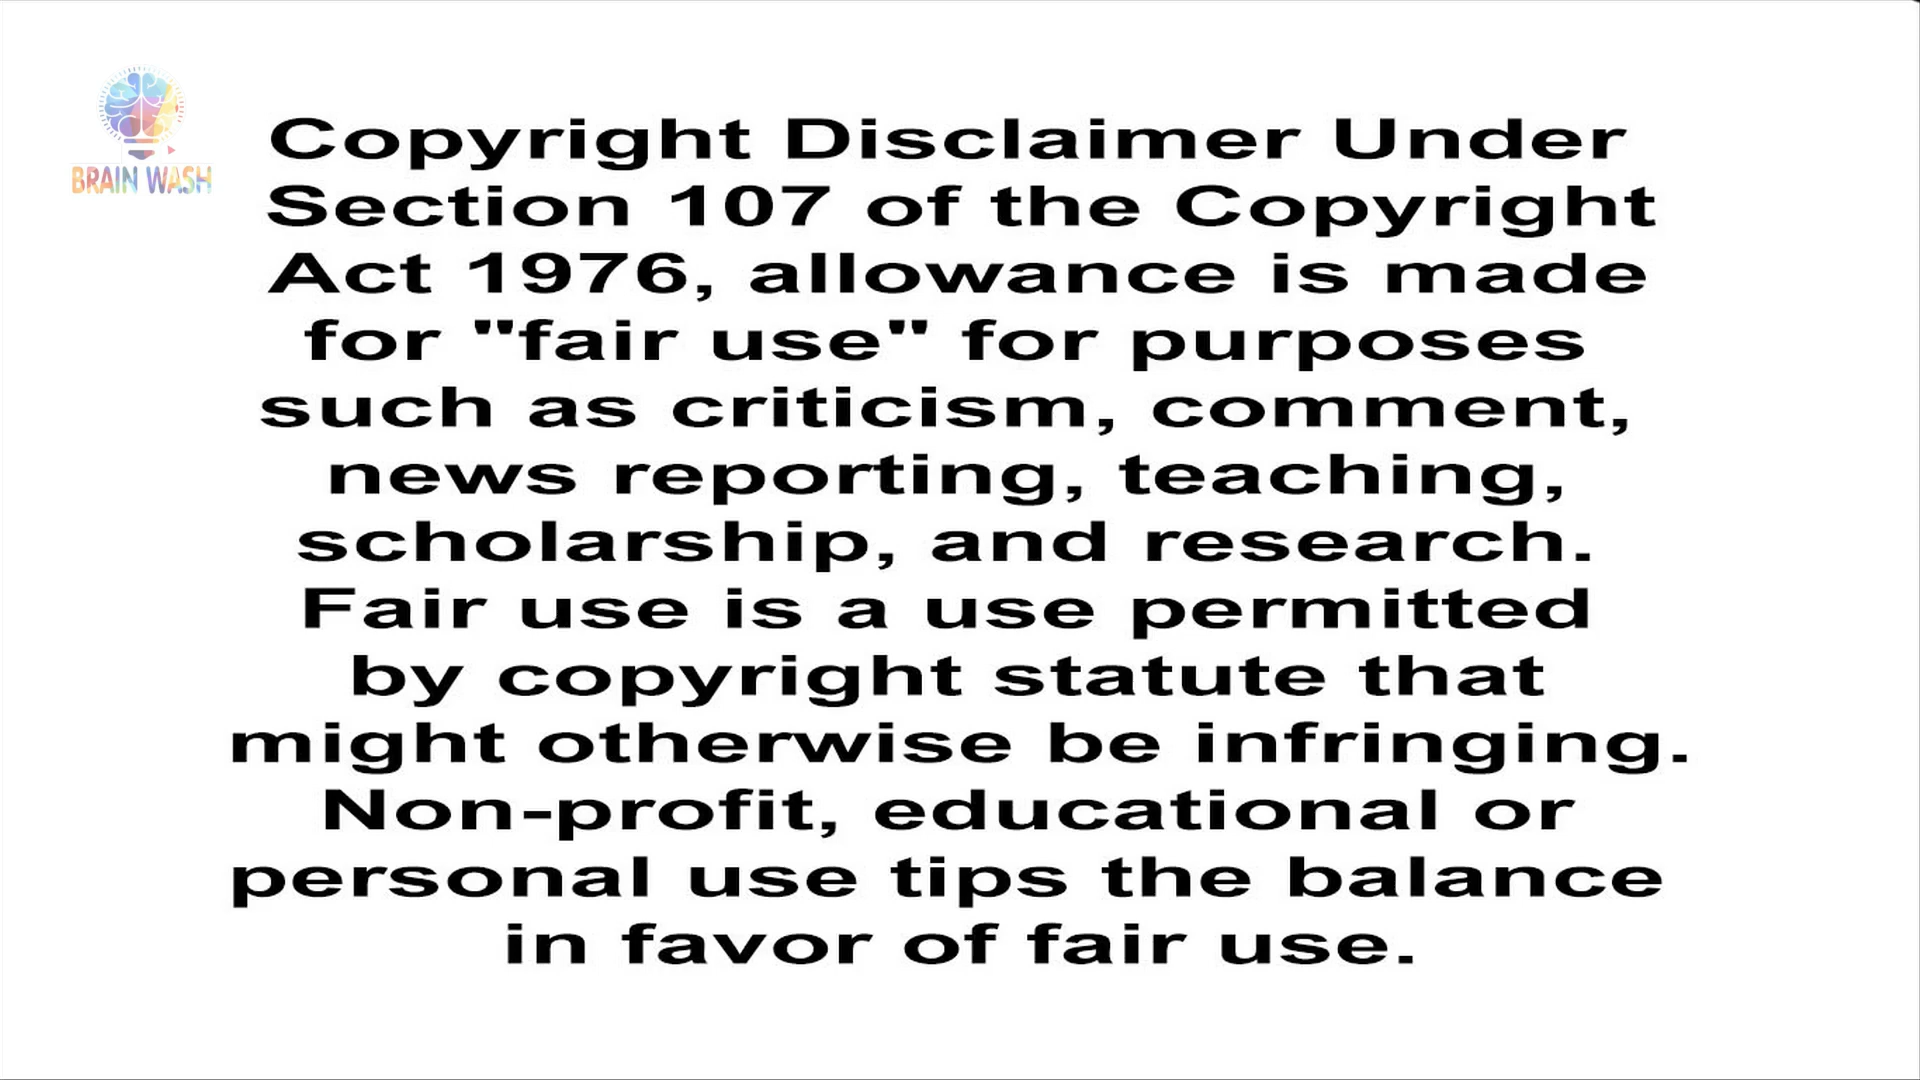 BRAIN WASH
Copyright Disclaimer Under
Section 107 of the Copyright
Act 1976, allowance is made
for "fair use" for purposes
such as criticism, comment,
news reporting, teaching,
scholarship, and research.
Fair use is a use permitted
by copyright statute that
might otherwise be infringing.
Non-profit, educational or
personal use tips the balance
in favor of fair use.